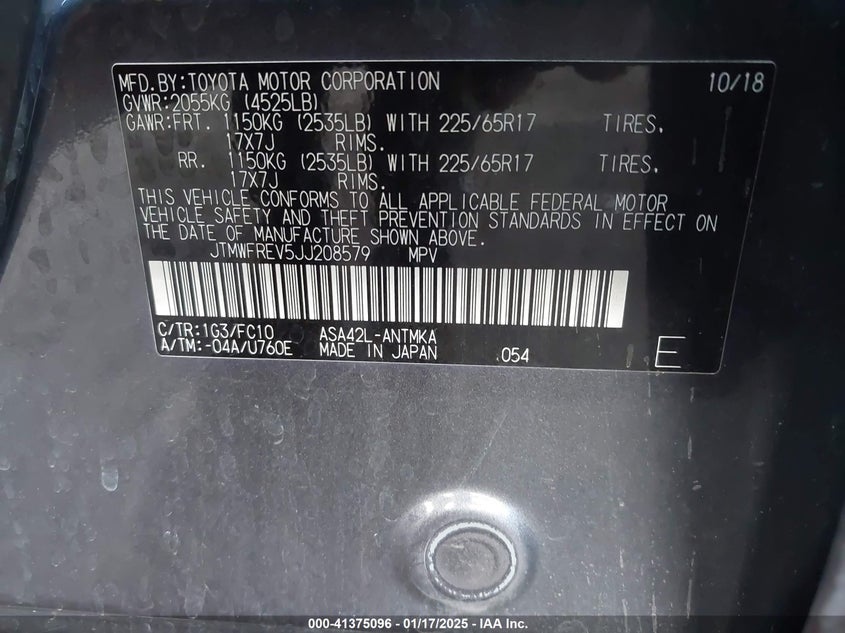 MFD.BY:TOYOTA MOTOR CORPORATION 10/18
GVWR:2055KG (4525LB)
GAWR:FRT. 1150KG (2535LB) WITH 225/65R17 TIRES,
17X7J RIMS.
RR. 1150KG (2535LB) WITH 225/65R17 TIRES,
17X7J RIMS.
THIS VEHICLE CONFORMS TO ALL APPLICABLE FEDERAL MOTOR
VEHICLE SAFETY AND THEFT PREVENTION STANDARDS IN EFFECT ON
THE DATE OF MANUFACTURE SHOWN ABOVE.
JTMWFREV5JJ208579 MPV
C/TR:1G3/FC10 ASA42L-ANTMKA
A/TM:-04A/U760E MADE IN JAPAN 054 E
000-41375096 - 01/17/2025 - IAA Inc.